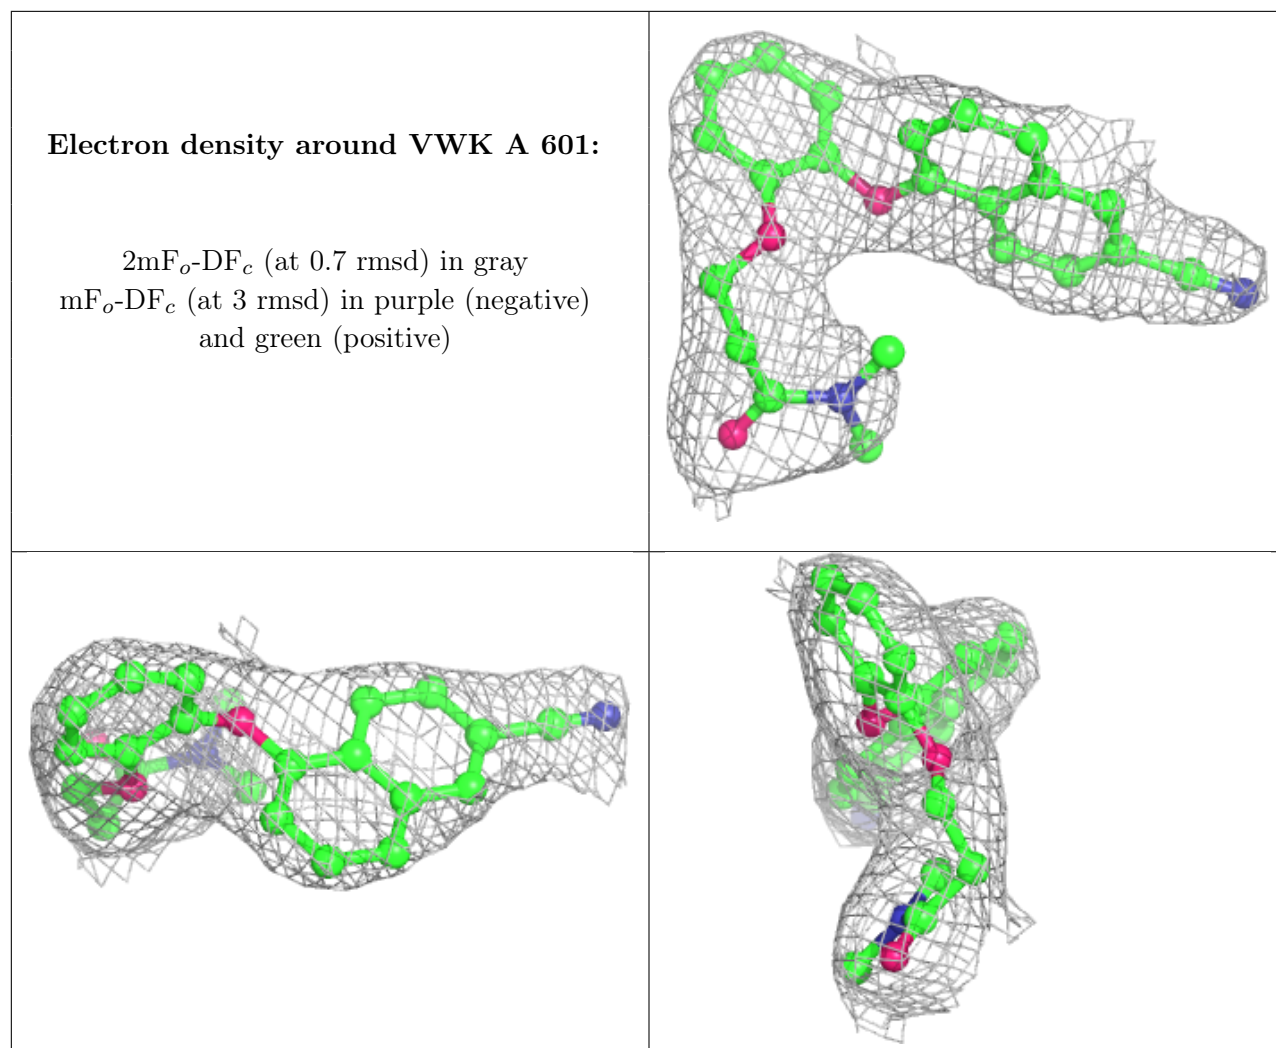 Electron density around VWK A 601:
2mFₒ-DF𝒸 (at 0.7 rmsd) in gray
mFₒ-DF𝒸 (at 3 rmsd) in purple (negative)
and green (positive)